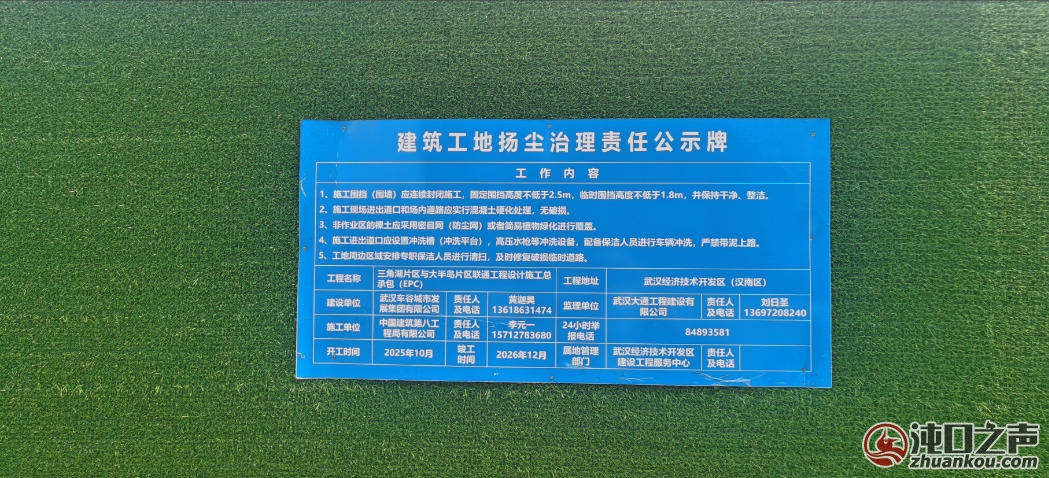 建筑工地扬尘治理责任公示牌
工作内容
1、施工围挡（围墙）应连续封闭施工，固定围挡高度不低于2.5m，临时围挡高度不低于1.8m，并保持干净、整洁。
2、施工现场进出道口和场内道路应实行混凝土硬化处理，无破损。
3、非作业区的裸土应采用密目网（防尘网）或者简易植物绿化进行覆盖。
4、施工进出道口应设置冲洗槽（冲洗平台），高压水枪等冲洗设备，配备保洁人员进行车辆冲洗，严禁带泥上路。
5、工地周边区域安排专职保洁人员进行清扫，及时修复破损临时道路。
工程名称
三角湖片区与大半岛片区联通工程设计施工总
承包（EPC）
工程地址
武汉经济技术开发区（汉南区）
建设单位
武汉车谷城市发
展集团有限公司
责任人
及电话
黄迦昊
13618631474
监理单位
武汉大通工程建设有
限公司
责任人
及电话
刘日圣
13697208240
施工单位
中国建筑第八工
程局有限公司
责任人
及电话
李元一
15712783680
24小时举
报电话
84893581
开工时间
2025年10月
竣工
时间
2026年12月
属地管理
部门
武汉经济技术开发区
建设工程服务中心
责任人
及电话
沌口之声
zhuankou.com